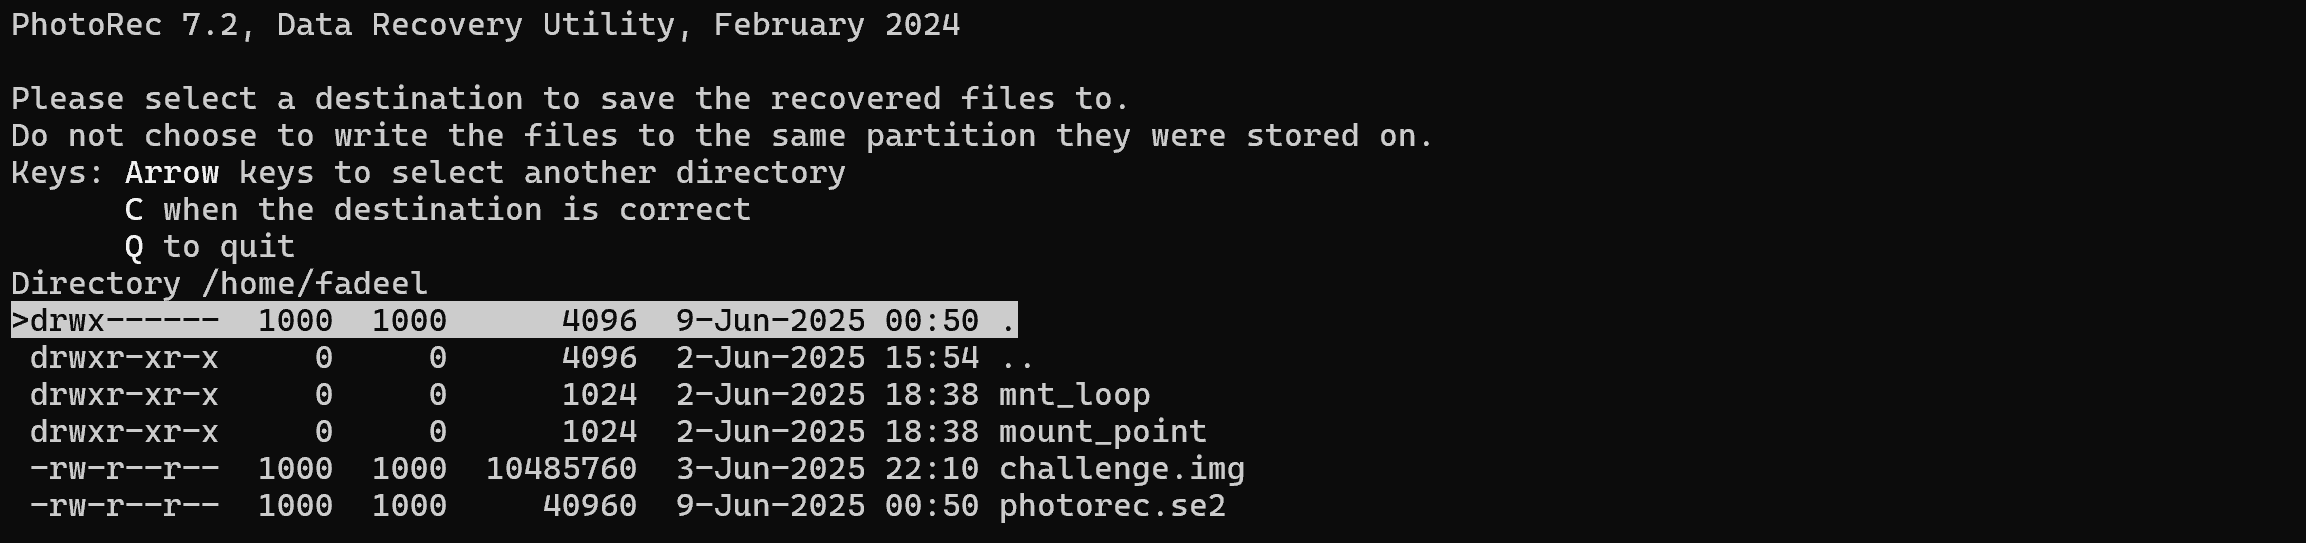 PhotoRec 7.2, Data Recovery Utility, February 2024
Please select a destination to save the recovered files to.
Do not choose to write the files to the same partition they were stored on.
Keys: Arrow keys to select another directory
      C when the destination is correct
      Q to quit
Directory /home/fadeel
>drwx------  1000  1000      4096  9-Jun-2025 00:50 .
 drwxr-xr-x     0     0      4096  2-Jun-2025 15:54 ..
 drwxr-xr-x     0     0      1024  2-Jun-2025 18:38 mnt_loop
 drwxr-xr-x     0     0      1024  2-Jun-2025 18:38 mount_point
 -rw-r--r--  1000  1000  10485760  3-Jun-2025 22:10 challenge.img
 -rw-r--r--  1000  1000     40960  9-Jun-2025 00:50 photorec.se2